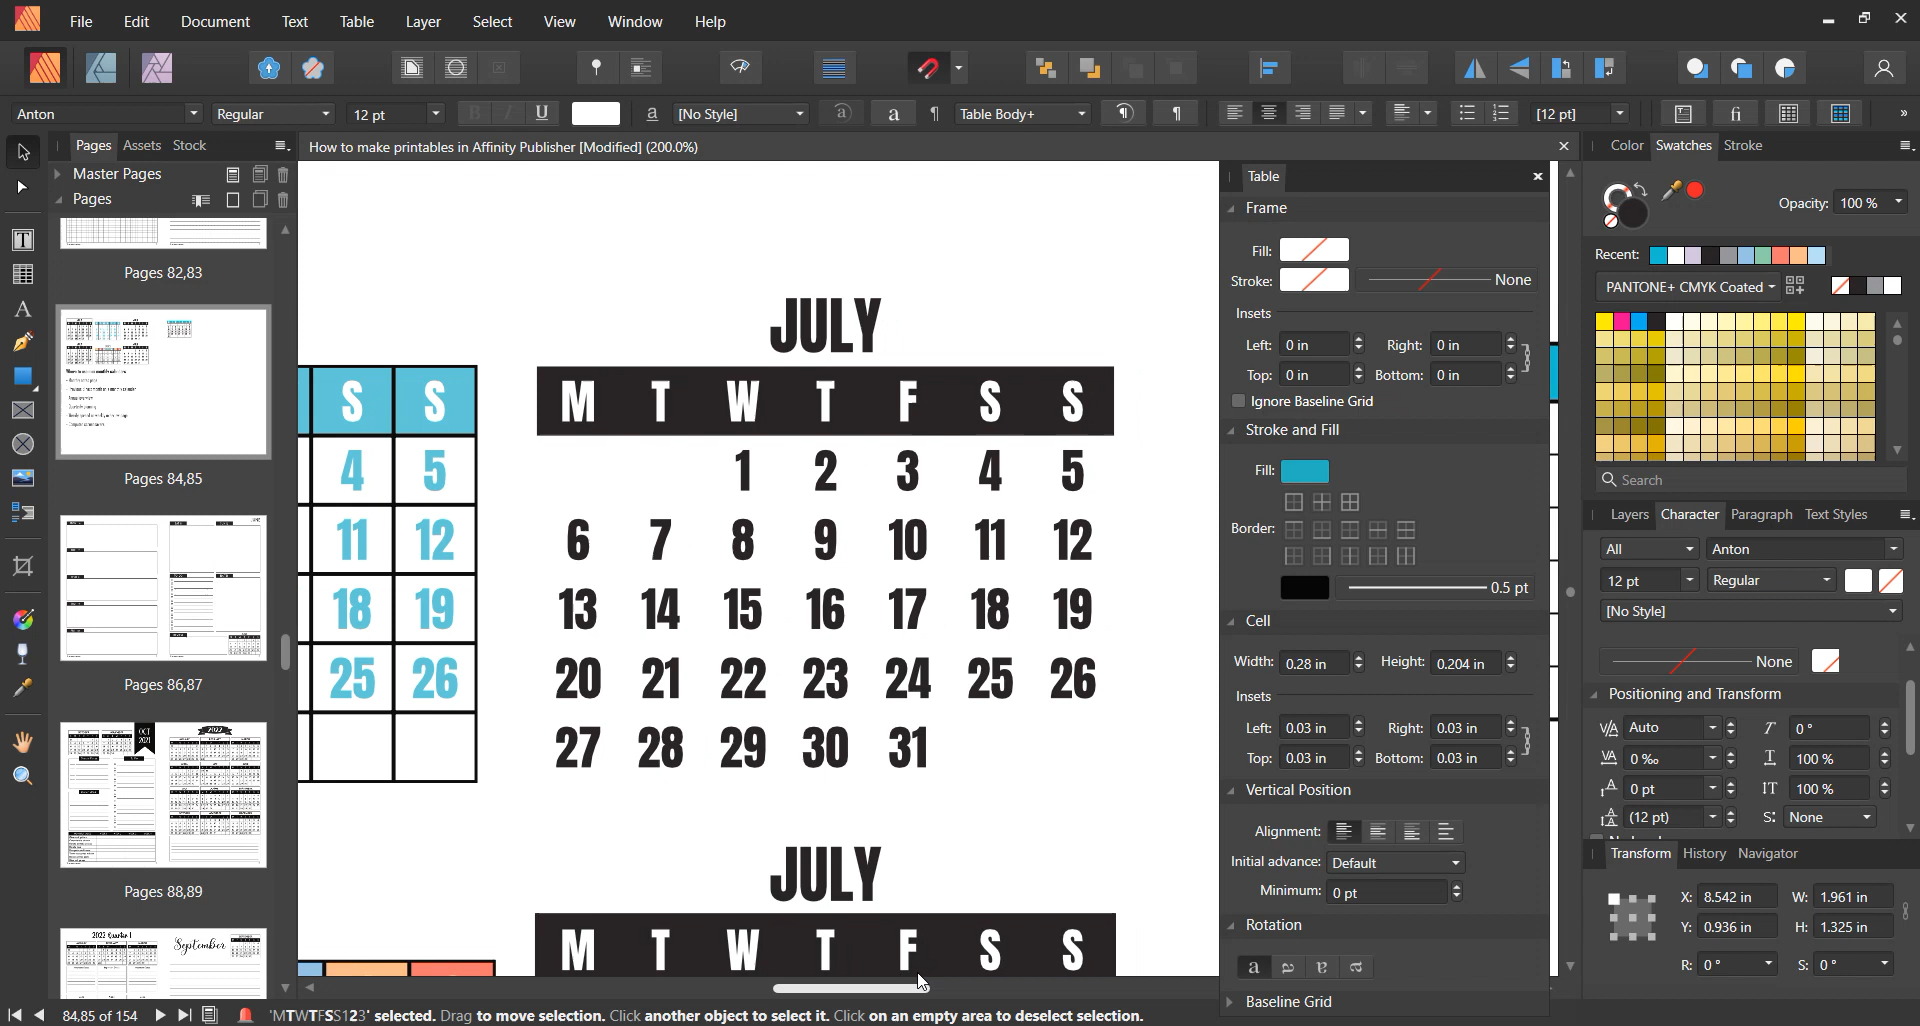 File Edit Document Text Table Layer Select View Window Help
Anton Regular 12 pt B I U a [No Style] a a ¶ Table Body+ ¶ ¶ [12 pt] fi »
Pages Assets Stock
Master Pages
Pages
Pages 82,83
Pages 84,85
Pages 86,87
OCT
2021
2022
Pages 88,89
2022 Quarter 1
September
How to make printables in Affinity Publisher [Modified] (200.0%)
S S
4 5
11 12
18 19
25 26
JULY
M T W T F S S
1 2 3 4 5
6 7 8 9 10 11 12
13 14 15 16 17 18 19
20 21 22 23 24 25 26
27 28 29 30 31
JULY
M T W T F S S
Table
Frame
Fill:
Stroke: None
Insets
Left: 0 in Right: 0 in
Top: 0 in Bottom: 0 in
Ignore Baseline Grid
Stroke and Fill
Fill:
Border:
0.5 pt
Cell
Width: 0.28 in Height: 0.204 in
Insets
Left: 0.03 in Right: 0.03 in
Top: 0.03 in Bottom: 0.03 in
Vertical Position
Alignment:
Initial advance: Default
Minimum: 0 pt
Rotation
a a a a
Baseline Grid
Color Swatches Stroke
Opacity: 100 %
Recent:
PANTONE+ CMYK Coated
Search
Layers Character Paragraph Text Styles
All Anton
12 pt Regular
[No Style]
None
Positioning and Transform
Auto 0 °
0 ‰ 100 %
0 pt 100 %
(12 pt) S: None
Transform History Navigator
X: 8.542 in W: 1.961 in
Y: 0.936 in H: 1.325 in
R: 0 ° S: 0 °
84,85 of 154 'MTWTFSS123' selected. Drag to move selection. Click another object to select it. Click on an empty area to deselect selection.